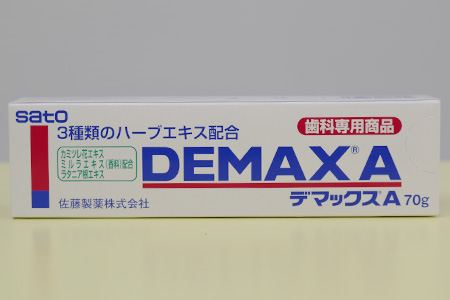 sato
3種類のハーブエキス配合
歯科専用商品
カミツレ花エキス
ミルラエキス(香料)配合
ラタニア根エキス
DEMAX® A
デマックス®A 70g
佐藤製薬株式会社